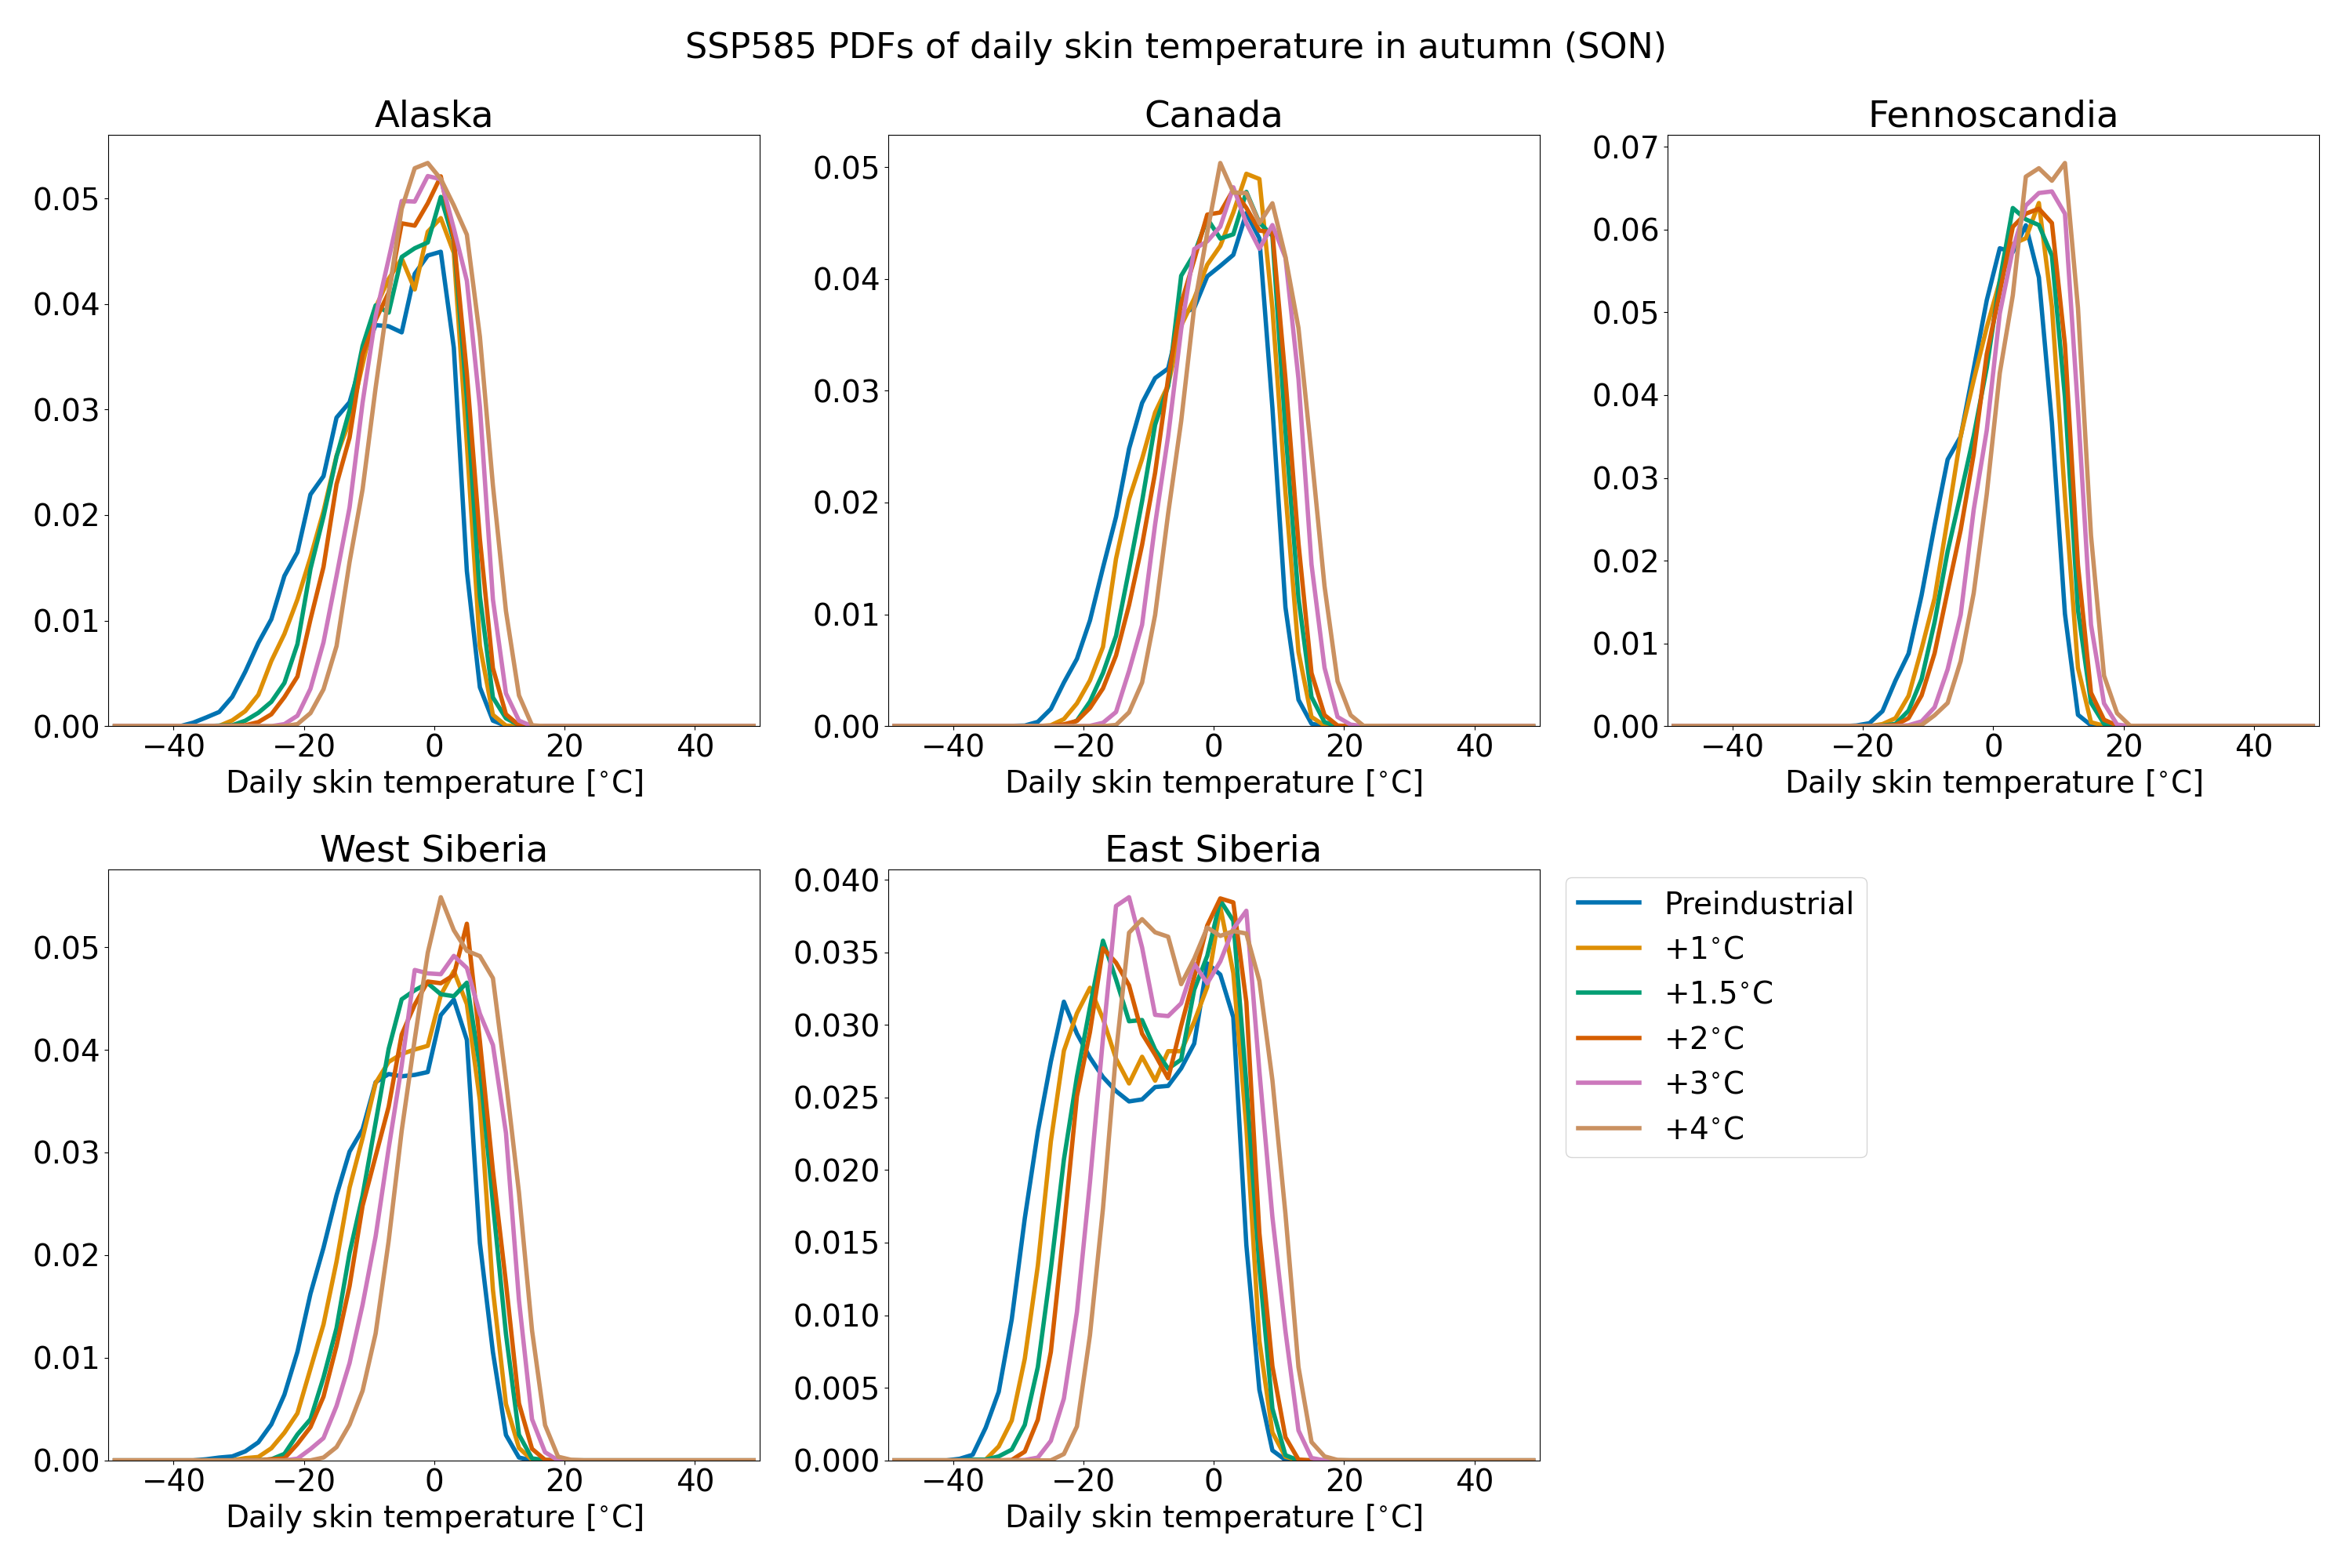 SSP585 PDFs of daily skin temperature in autumn (SON)
Alaska
0.05
0.04
0.03
0.02
0.01
0.00
−40 −20 0 20 40
Daily skin temperature [°C]
Canada
0.05
0.04
0.03
0.02
0.01
0.00
−40 −20 0 20 40
Daily skin temperature [°C]
Fennoscandia
0.07
0.06
0.05
0.04
0.03
0.02
0.01
0.00
−40 −20 0 20 40
Daily skin temperature [°C]
West Siberia
0.05
0.04
0.03
0.02
0.01
0.00
−40 −20 0 20 40
Daily skin temperature [°C]
East Siberia
0.040
0.035
0.030
0.025
0.020
0.015
0.010
0.005
0.000
−40 −20 0 20 40
Daily skin temperature [°C]
Preindustrial
+1°C
+1.5°C
+2°C
+3°C
+4°C